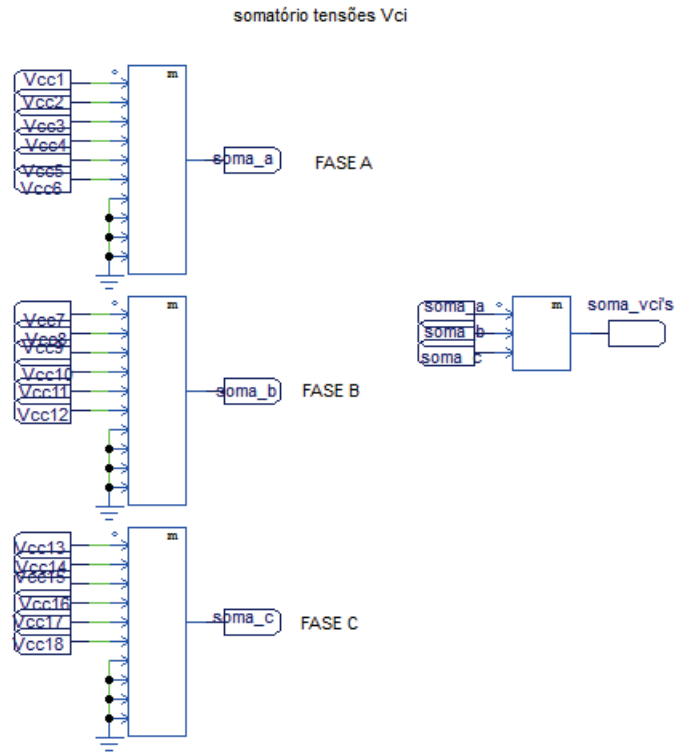 somatório tensões Vci
m
Vcc1
Vcc2
Vcc3
Vcc4
Vcc5
Vcc6
soma_a
FASE A
m
Vcc7
Vcc8
Vcc9
Vcc10
Vcc11
Vcc12
soma_b
FASE B
m
soma_a
soma_b
soma_c
soma_vci's
m
Vcc13
Vcc14
Vcc15
Vcc16
Vcc17
Vcc18
soma_c
FASE C